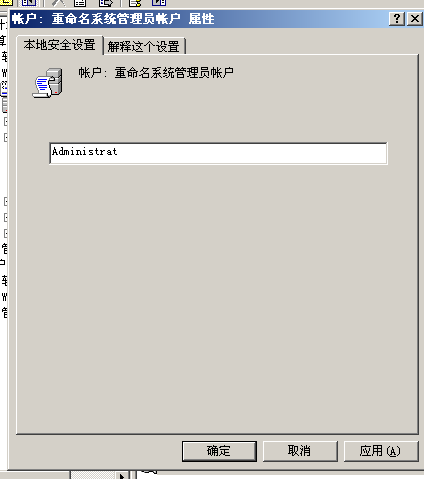 帐户: 重命名系统管理员帐户 属性
本地安全设置 解释这个设置
帐户: 重命名系统管理员帐户
Administrat
确定 取消 应用(A)